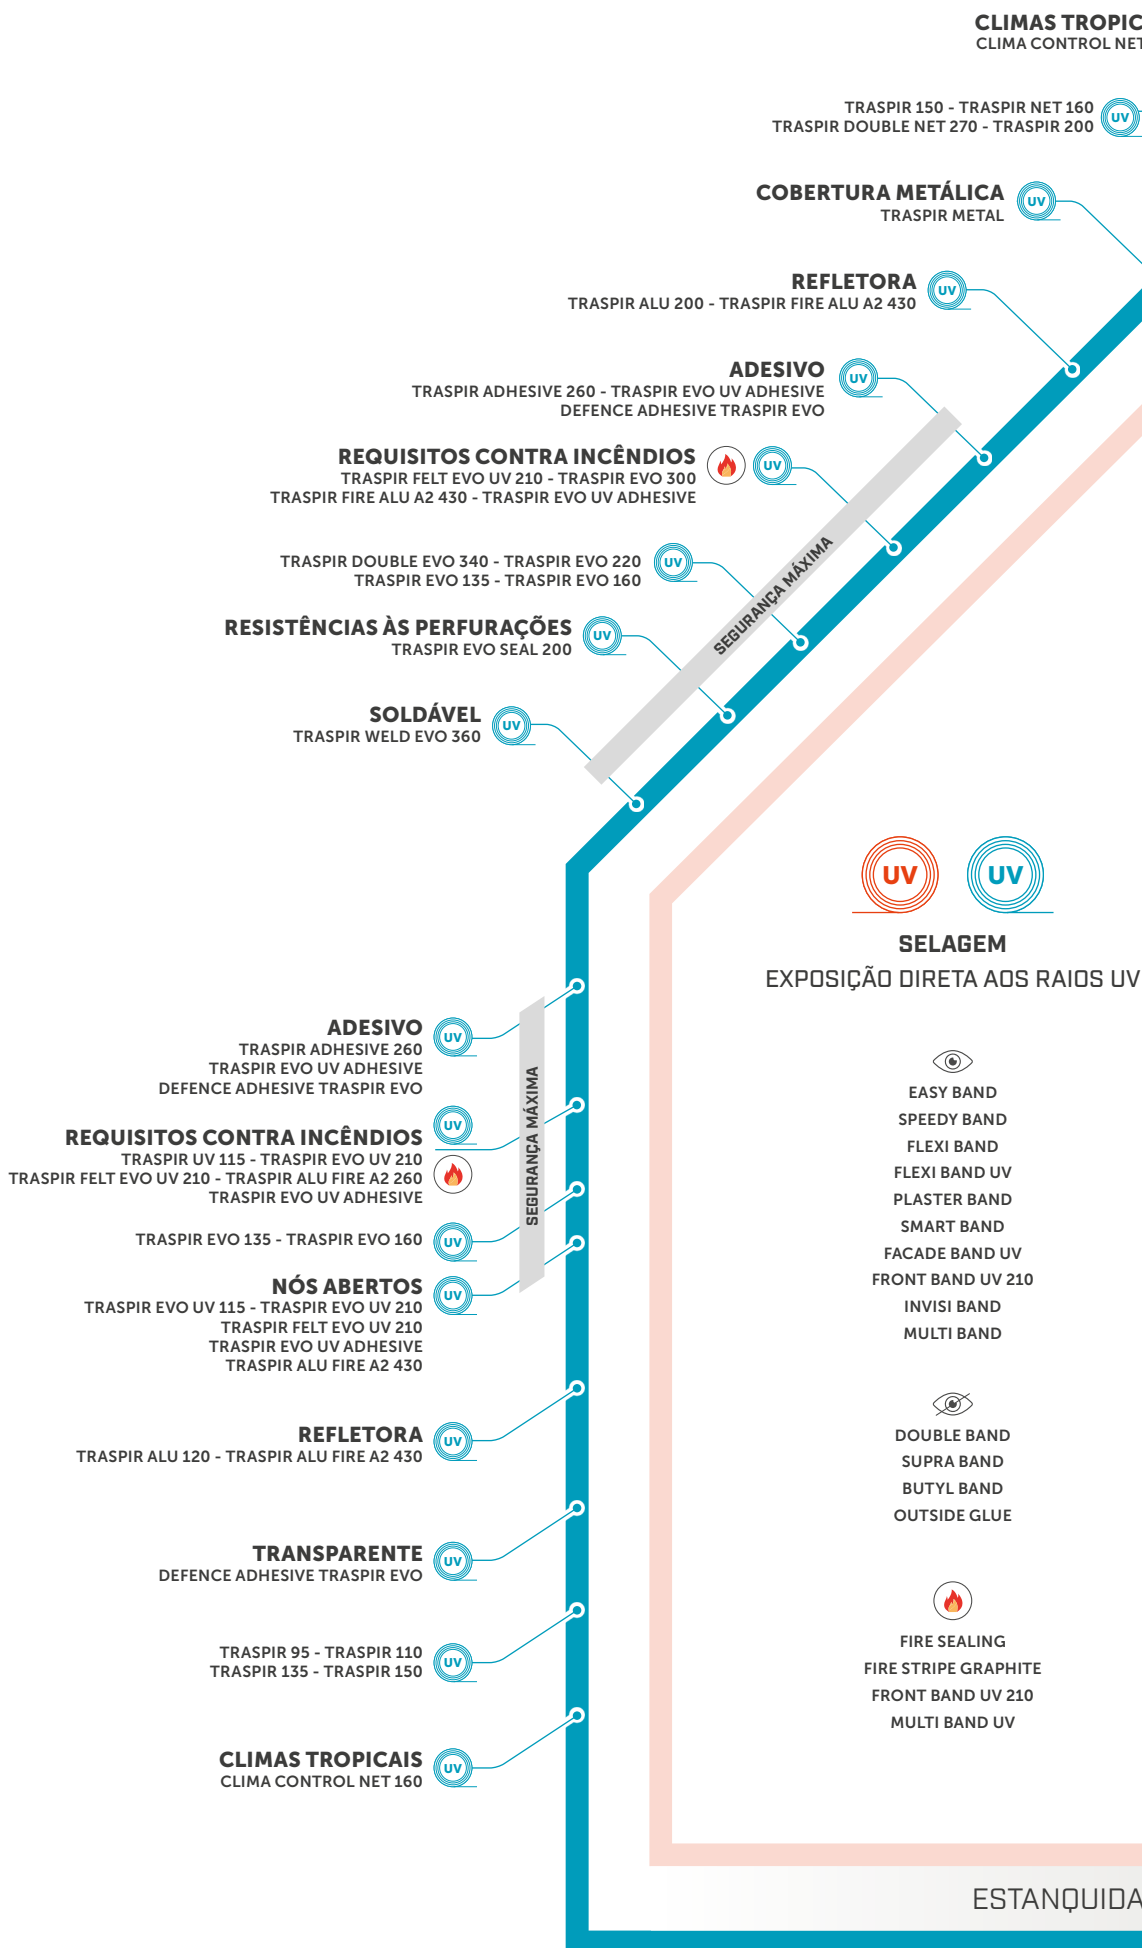 CLIMAS TROPIC
CLIMA CONTROL NET
TRASPIR 150 - TRASPIR NET 160
TRASPIR DOUBLE NET 270 - TRASPIR 200
UV
COBERTURA METÁLICA
TRASPIR METAL
UV
REFLETORA
TRASPIR ALU 200 - TRASPIR FIRE ALU A2 430
UV
ADESIVO
TRASPIR ADHESIVE 260 - TRASPIR EVO UV ADHESIVE
DEFENCE ADHESIVE TRASPIR EVO
UV
REQUISITOS CONTRA INCÊNDIOS
TRASPIR FELT EVO UV 210 - TRASPIR EVO 300
TRASPIR FIRE ALU A2 430 - TRASPIR EVO UV ADHESIVE
UV
TRASPIR DOUBLE EVO 340 - TRASPIR EVO 220
TRASPIR EVO 135 - TRASPIR EVO 160
UV
SEGURANÇA MÁXIMA
RESISTÊNCIAS ÀS PERFURAÇÕES
TRASPIR EVO SEAL 200
UV
SOLDÁVEL
TRASPIR WELD EVO 360
UV
ADESIVO
TRASPIR ADHESIVE 260
TRASPIR EVO UV ADHESIVE
DEFENCE ADHESIVE TRASPIR EVO
UV
REQUISITOS CONTRA INCÊNDIOS
TRASPIR UV 115 - TRASPIR EVO UV 210
TRASPIR FELT EVO UV 210 - TRASPIR ALU FIRE A2 260
TRASPIR EVO UV ADHESIVE
UV
SEGURANÇA MÁXIMA
TRASPIR EVO 135 - TRASPIR EVO 160
UV
NÓS ABERTOS
TRASPIR EVO UV 115 - TRASPIR EVO UV 210
TRASPIR FELT EVO UV 210
TRASPIR EVO UV ADHESIVE
TRASPIR ALU FIRE A2 430
UV
REFLETORA
TRASPIR ALU 120 - TRASPIR ALU FIRE A2 430
UV
TRANSPARENTE
DEFENCE ADHESIVE TRASPIR EVO
UV
TRASPIR 95 - TRASPIR 110
TRASPIR 135 - TRASPIR 150
UV
CLIMAS TROPICAIS
CLIMA CONTROL NET 160
UV
UV
UV
SELAGEM
EXPOSIÇÃO DIRETA AOS RAIOS UV
EASY BAND
SPEEDY BAND
FLEXI BAND
FLEXI BAND UV
PLASTER BAND
SMART BAND
FACADE BAND UV
FRONT BAND UV 210
INVISI BAND
MULTI BAND
DOUBLE BAND
SUPRA BAND
BUTYL BAND
OUTSIDE GLUE
FIRE SEALING
FIRE STRIPE GRAPHITE
FRONT BAND UV 210
MULTI BAND UV
ESTANQUIDA